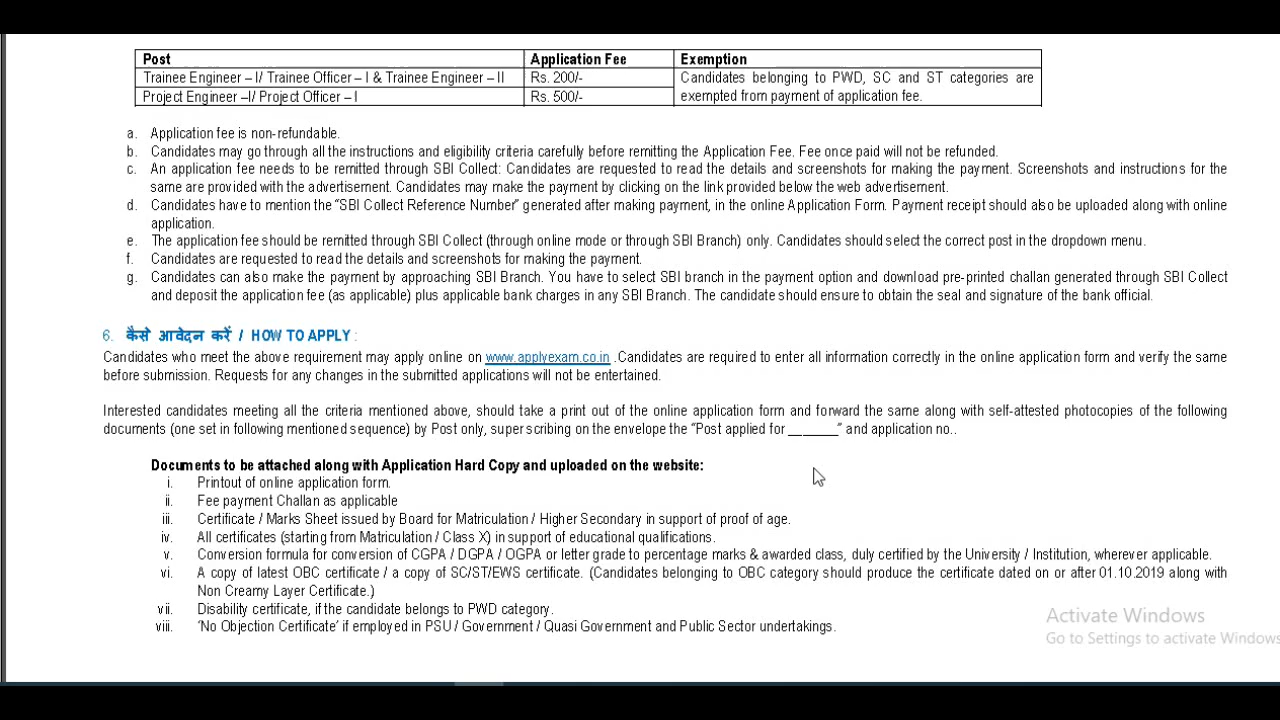 Post Application Fee Exemption
Trainee Engineer – I/ Trainee Officer – I & Trainee Engineer – II Rs. 200/- Candidates belonging to PWD, SC and ST categories are
Project Engineer –I/ Project Officer – I Rs. 500/- exempted from payment of application fee.
a. Application fee is non-refundable.
b. Candidates may go through all the instructions and eligibility criteria carefully before remitting the Application Fee. Fee once paid will not be refunded.
c. An application fee needs to be remitted through SBI Collect: Candidates are requested to read the details and screenshots for making the payment. Screenshots and instructions for the
same are provided with the advertisement. Candidates may make the payment by clicking on the link provided below the web advertisement.
d. Candidates have to mention the “SBI Collect Reference Number” generated after making payment, in the online Application Form. Payment receipt should also be uploaded along with online
application.
e. The application fee should be remitted through SBI Collect (through online mode or through SBI Branch) only. Candidates should select the correct post in the dropdown menu.
f. Candidates are requested to read the details and screenshots for making the payment.
g. Candidates can also make the payment by approaching SBI Branch. You have to select SBI branch in the payment option and download pre-printed challan generated through SBI Collect
and deposit the application fee (as applicable) plus applicable bank charges in any SBI Branch. The candidate should ensure to obtain the seal and signature of the bank official.
6. कैसे आवेदन करें / HOW TO APPLY :
Candidates who meet the above requirement may apply online on www.applyexam.co.in .Candidates are required to enter all information correctly in the online application form and verify the same
before submission. Requests for any changes in the submitted applications will not be entertained.
Interested candidates meeting all the criteria mentioned above, should take a print out of the online application form and forward the same along with self-attested photocopies of the following
documents (one set in following mentioned sequence) by Post only, super scribing on the envelope the “Post applied for _______” and application no..
Documents to be attached along with Application Hard Copy and uploaded on the website:
i. Printout of online application form.
ii. Fee payment Challan as applicable
iii. Certificate / Marks Sheet issued by Board for Matriculation / Higher Secondary in support of proof of age.
iv. All certificates (starting from Matriculation / Class X) in support of educational qualifications.
v. Conversion formula for conversion of CGPA / DGPA / OGPA or letter grade to percentage marks & awarded class, duly certified by the University / Institution, wherever applicable.
vi. A copy of latest OBC certificate / a copy of SC/ST/EWS certificate. (Candidates belonging to OBC category should produce the certificate dated on or after 01.10.2019 along with
Non Creamy Layer Certificate.)
vii. Disability certificate, if the candidate belongs to PWD category.
viii. ‘No Objection Certificate’ if employed in PSU / Government / Quasi Government and Public Sector undertakings.
Activate Windows
Go to Settings to activate Windows